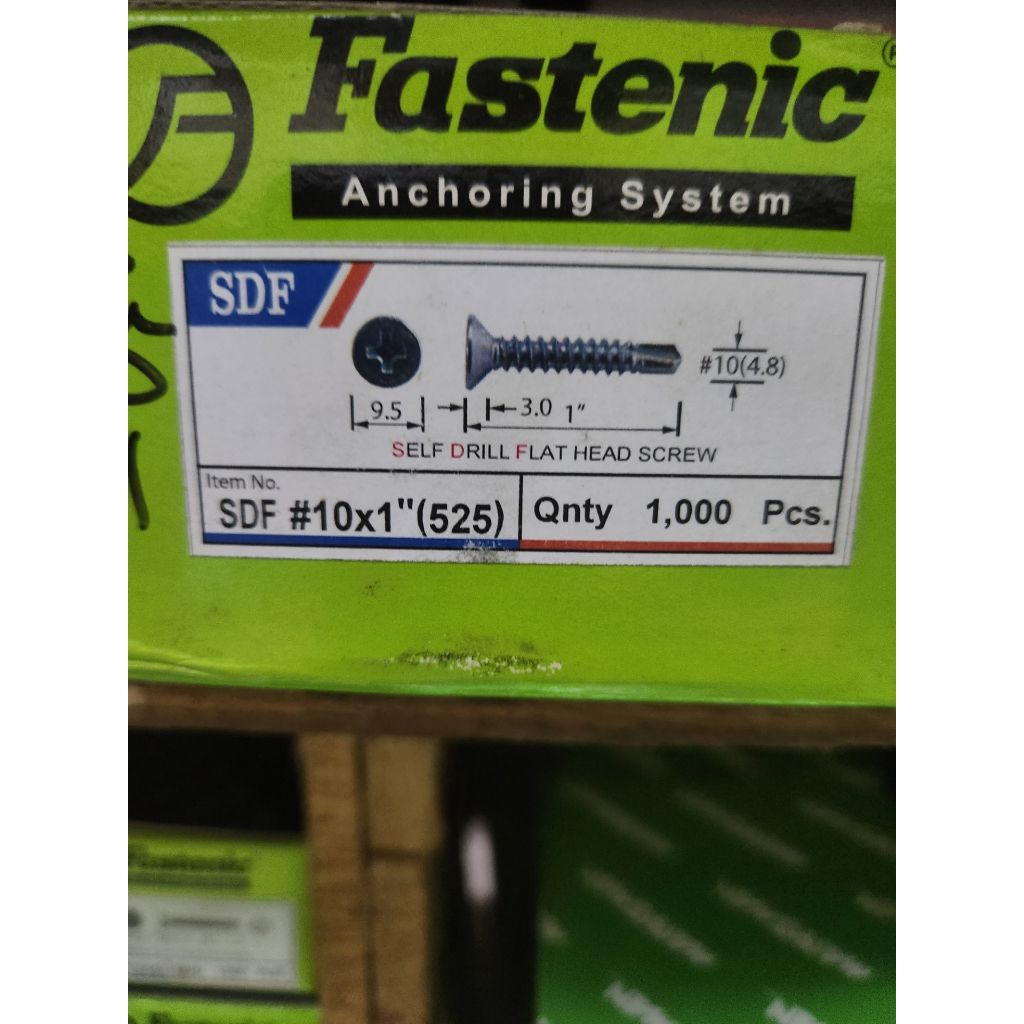 Fastenic
Anchoring System
SDF
#10(4.8)
9.5
3.0
1"
SELF DRILL FLAT HEAD SCREW
Item No.
SDF #10x1"(525)
Qnty 1,000 Pcs.
Fastenic